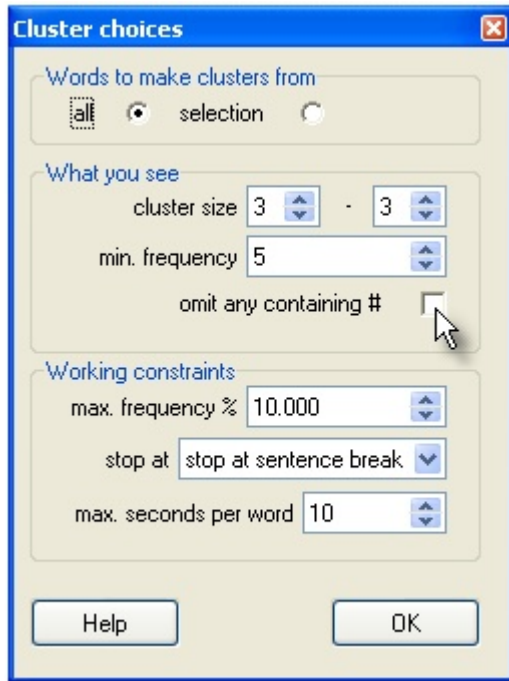 Cluster choices
Words to make clusters from
all selection
What you see
cluster size 3 - 3
min. frequency 5
omit any containing #
Working constraints
max. frequency % 10.000
stop at stop at sentence break
max. seconds per word 10
Help OK